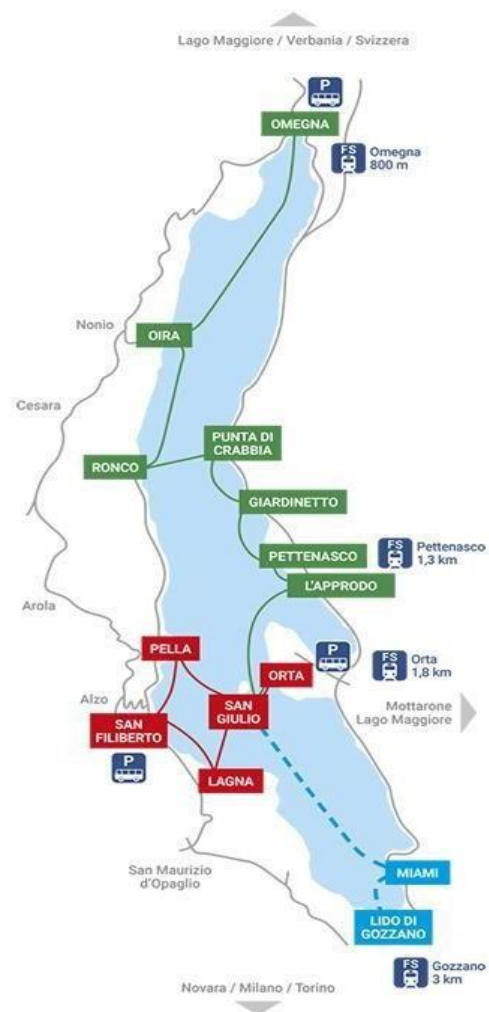 Lago Maggiore / Verbania / Svizzera
P
OMEGNA
FS
Omegna
800 m
Nonio
OIRA
Cesara
PUNTA DI
CRABBIA
RONCO
GIARDINETTO
PETTENASCO
FS
Pettenasco
1,3 km
L'APPRODO
Arola
PELLA
P
ORTA
FS
Orta
1,8 km
Alzo
SAN
GIULIO
Mottarone
Lago Maggiore
SAN
FILIBERTO
P
LAGNA
San Maurizio
d'Opaglio
MIAMI
LIDO DI
GOZZANO
FS
Gozzano
3 km
Novara / Milano / Torino